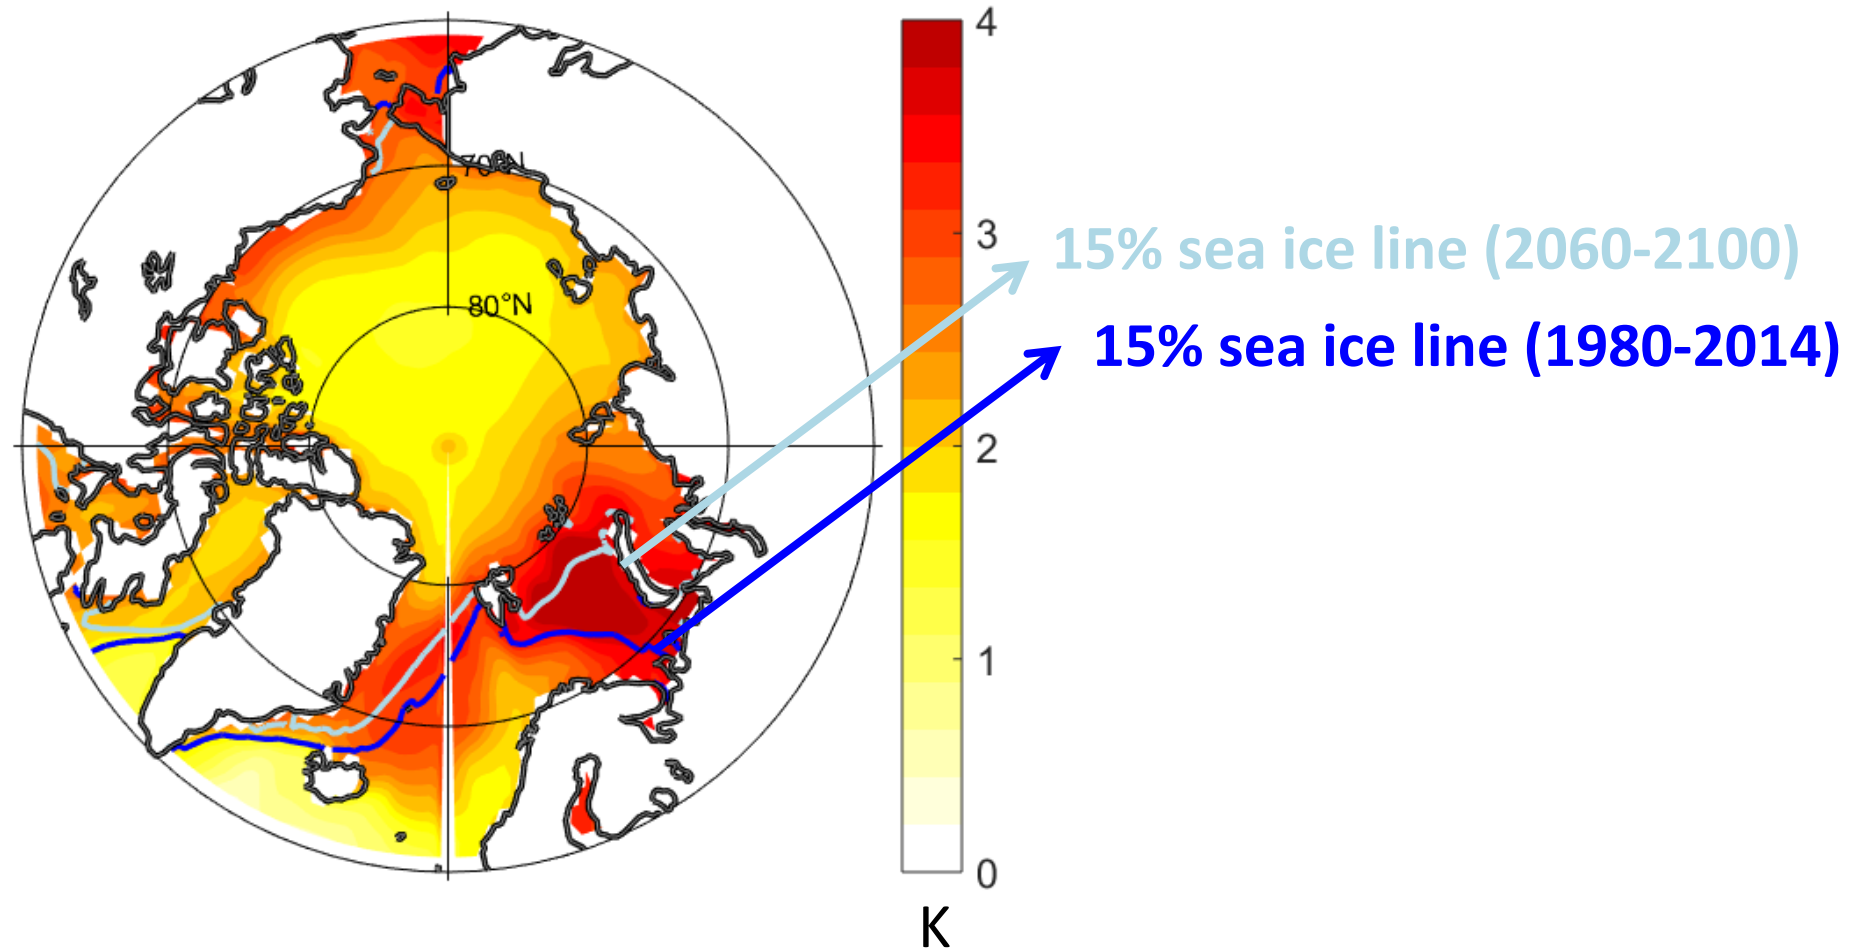 4
70°N
3
15% sea ice line (2060-2100)
80°N
15% sea ice line (1980-2014)
2
1
0
K